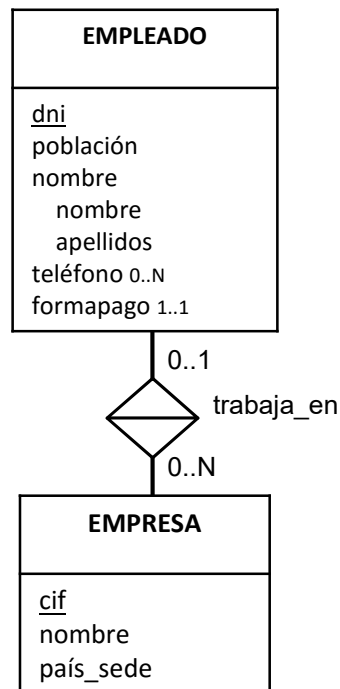 EMPLEADO
dni
población
nombre
nombre
apellidos
teléfono 0..N
formapago 1..1
0..1
trabaja_en
0..N
EMPRESA
cif
nombre
país_sede